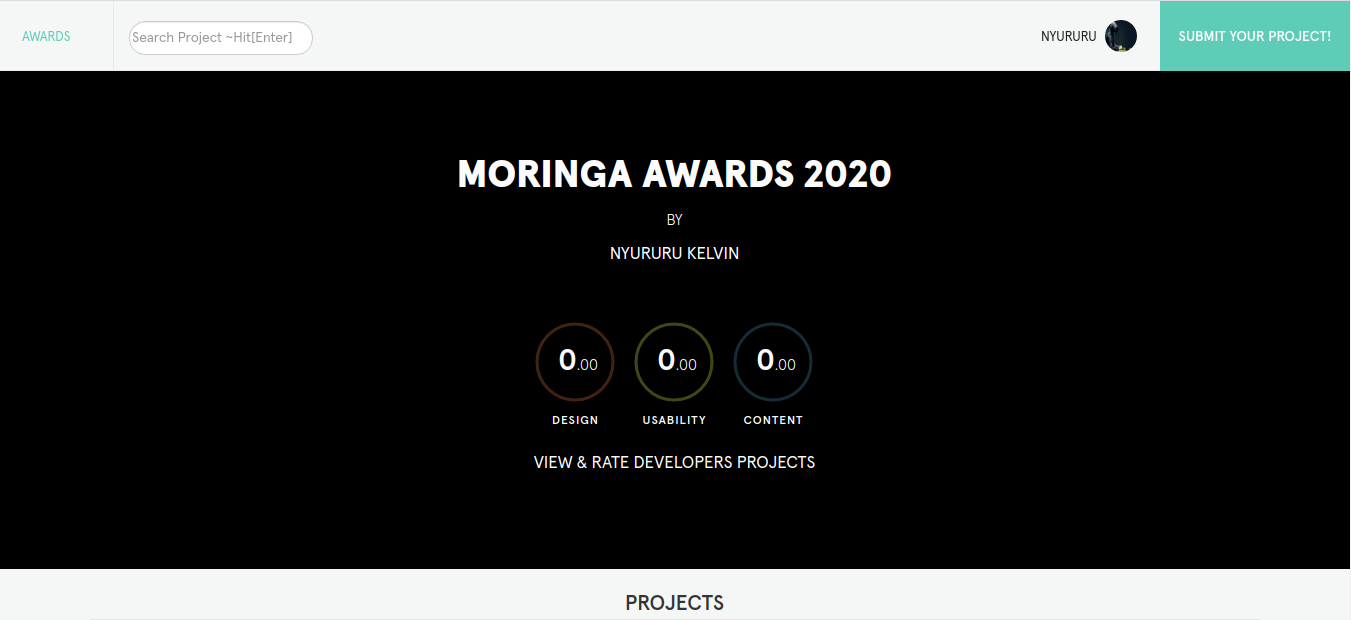 AWARDS
Search Project ~Hit[Enter]
NYURURU
SUBMIT YOUR PROJECT!
MORINGA AWARDS 2020
BY
NYURURU KELVIN
0.00 0.00 0.00
DESIGN USABILITY CONTENT
VIEW & RATE DEVELOPERS PROJECTS
PROJECTS